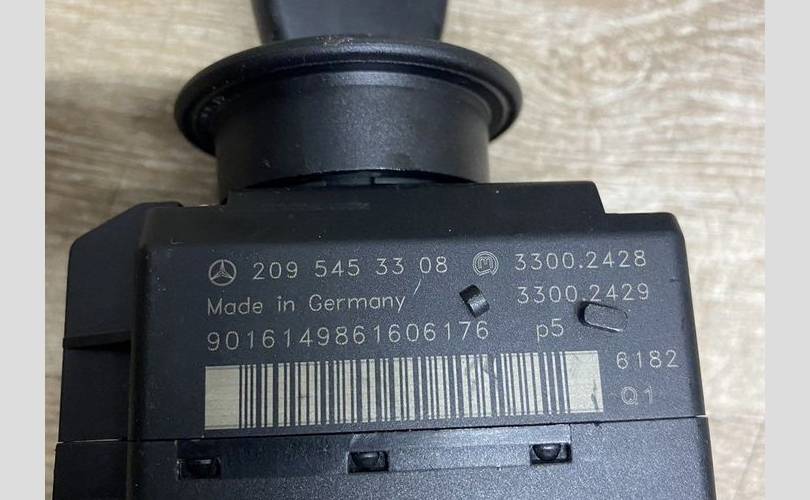 209 545 33 08 M 3300.2428
Made in Germany 3300.2429
9016149861606176 p5
6182
Q1